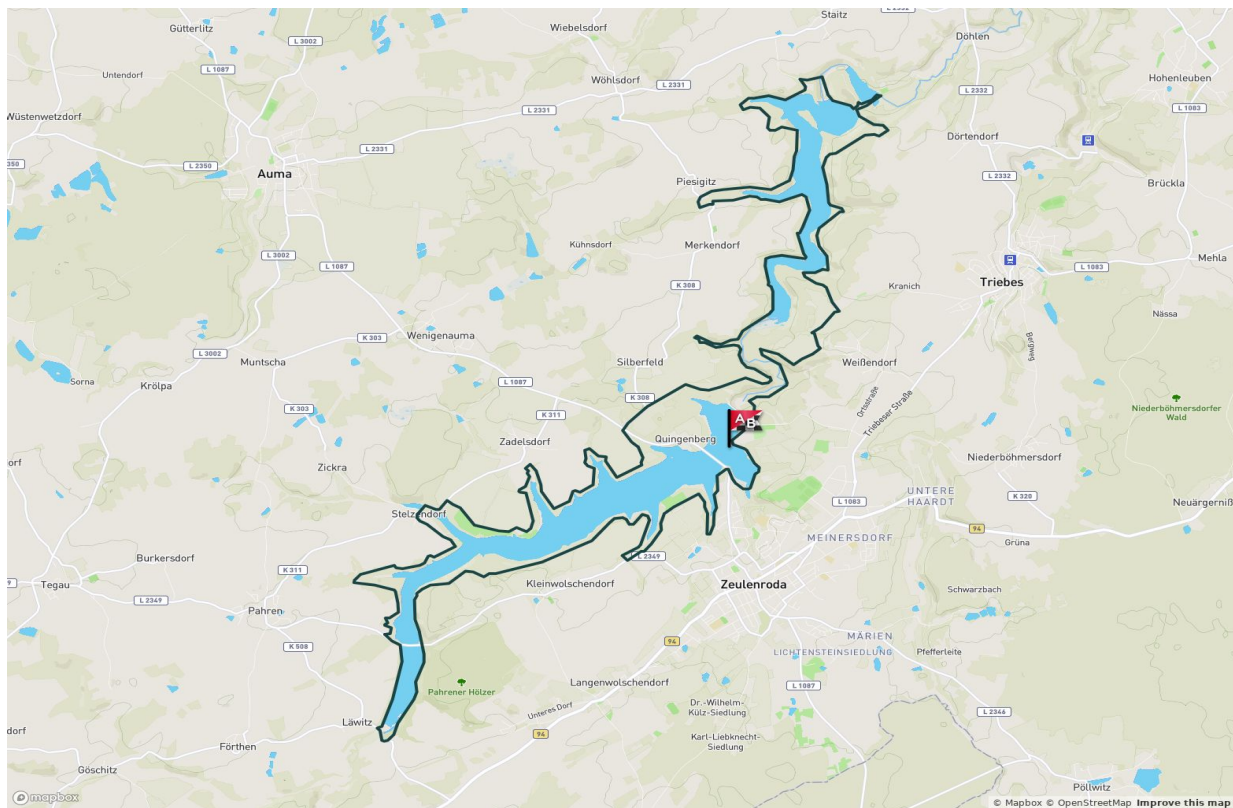 L 2332
Staitz
Gütterlitz
Wiebelsdorf
Döhlen
L 3002
L 1087
Untendorf
Wöhlsdorf
Hohenleuben
L 2331
L 2332
L 1083
Wüstenwetzdorf
L 2331
Dörtendorf
L 2350
Auma
L 2332
Piesigitz
Brückla
Kühnsdorf
Merkendorf
L 3002
Mehla
L 1087
L 1083
Triebes
K 308
Kranich
Nässa
Wenigenauma
K 303
Bergweg
L 3002
Muntscha
Silberfeld
Weißendorf
Sorna
Krölpa
L 1087
K 308
Ortsstraße
Niederböhmersdorfer
Wald
K 303
K 311
Triebeser Straße
A
B
Zadelsdorf
Quingenberg
Zickra
Niederböhmersdorf
UNTERE
HAARDT
L 1083
K 320
Stelzendorf
94
MEINERSDORF
Grüna
Burkersdorf
L 2349
K 311
Kleinwolschendorf
Zeulenroda
Tegau
Schwarzbach
L 2349
Pahren
MÄRIEN
94
K 508
LICHTENSTEINSIEDLUNG
Pfefferleite
Langenwolschendorf
L 1087
Pahrener Hölzer
Dr.-Wilhelm-
Külz-Siedlung
Unteres Dorf
L 2346
Läwitz
94
Karl-Liebknecht-
Siedlung
Förthen
Göschitz
Pöllwitz
mapbox
© Mapbox © OpenStreetMap Improve this map